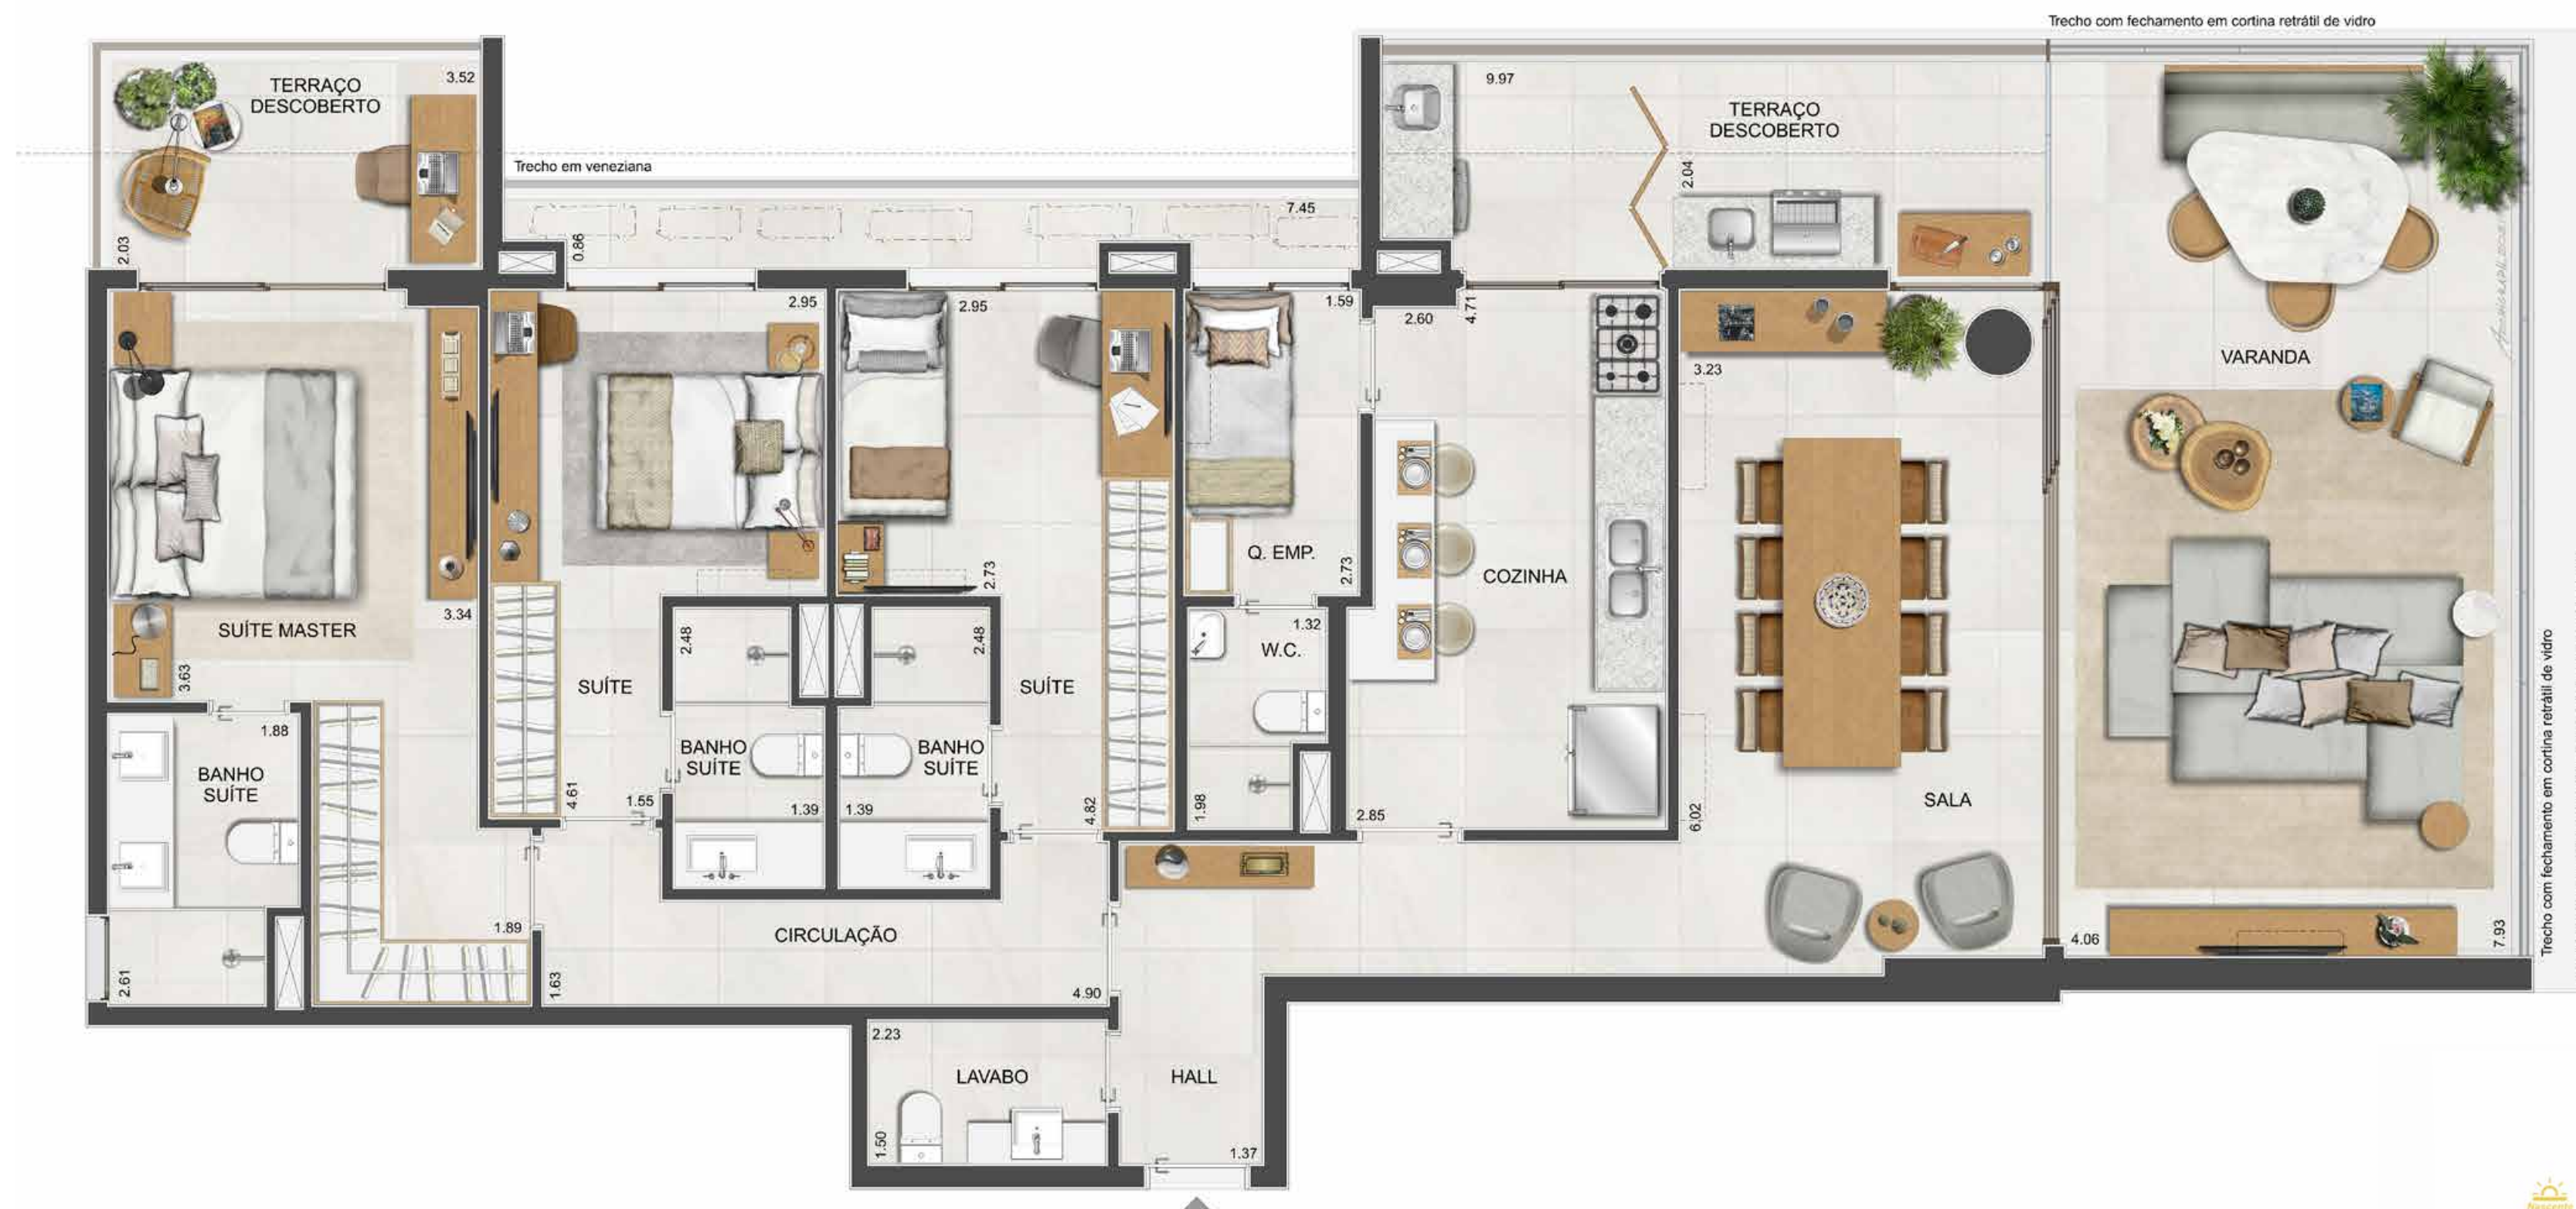 Trecho com fechamento em cortina retrátil de vidro
TERRAÇO
DESCOBERTO
3.52
2.03
Trecho em veneziana
0.86
7.45
9.97
TERRAÇO
DESCOBERTO
2.04
VARANDA
4.06
7.93
Trecho com fechamento em cortina retrátil de vidro
2.95
2.95
1.59
2.60
4.71
3.23
SUÍTE MASTER
3.34
3.63
SUÍTE
4.61
1.55
2.48
BANHO
SUÍTE
1.39
2.73
2.48
BANHO
SUÍTE
1.39
SUÍTE
4.82
Q. EMP.
2.73
1.32
W.C.
1.98
COZINHA
2.85
SALA
6.02
1.88
BANHO
SUÍTE
2.61
1.89
CIRCULAÇÃO
1.63
4.90
2.23
LAVABO
1.50
HALL
1.37
Nascente